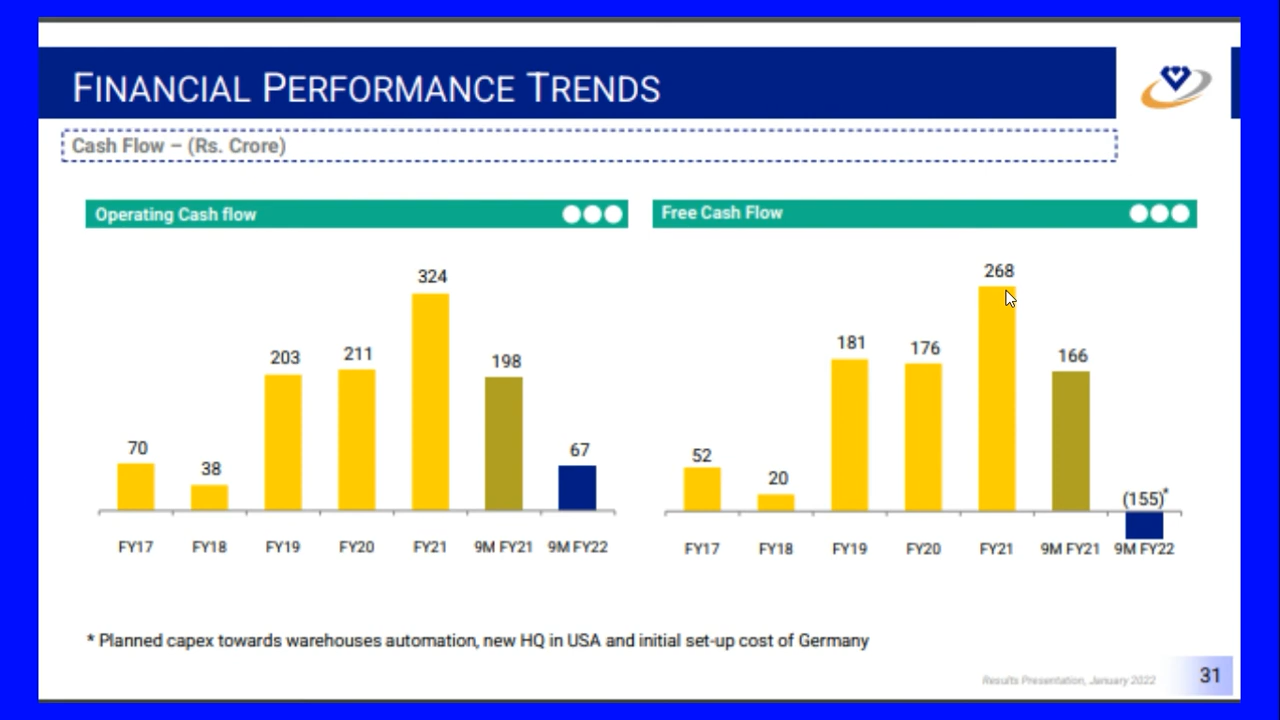 FINANCIAL PERFORMANCE TRENDS
Cash Flow – (Rs. Crore)
Operating Cash flow
324
203
211
198
70
38
67
FY17 FY18 FY19 FY20 FY21 9M FY21 9M FY22
Free Cash Flow
268
181
176
166
52
20
(155)*
FY17 FY18 FY19 FY20 FY21 9M FY21 9M FY22
* Planned capex towards warehouses automation, new HQ in USA and initial set-up cost of Germany
Results Presentation, January 2022
31